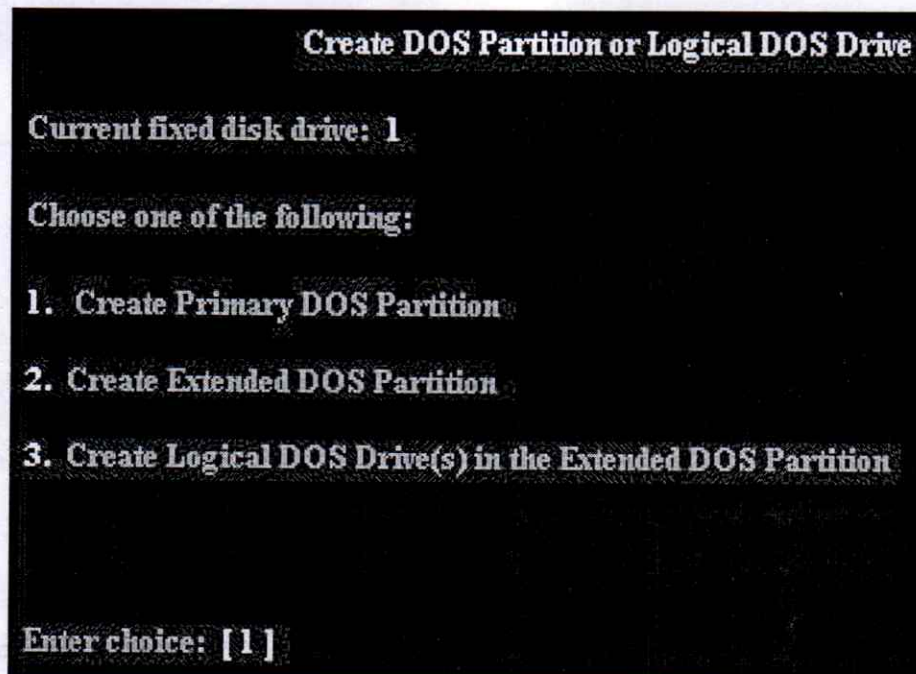 Create DOS Partition or Logical DOS Drive
Current fixed disk drive: 1
Choose one of the following:
1. Create Primary DOS Partition
2. Create Extended DOS Partition
3. Create Logical DOS Drive(s) in the Extended DOS Partition
Enter choice: [1]